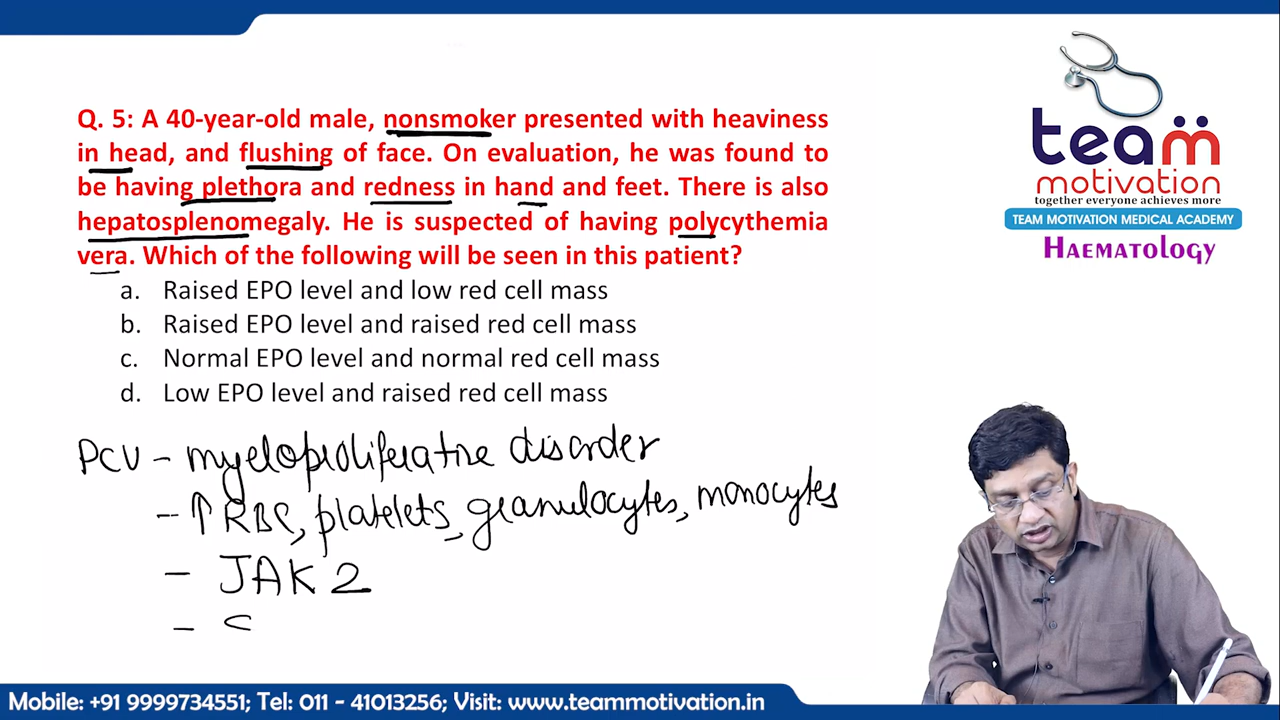 Q. 5: A 40-year-old male, nonsmoker presented with heaviness
in head, and flushing of face. On evaluation, he was found to
be having plethora and redness in hand and feet. There is also
hepatosplenomegaly. He is suspected of having polycythemia
vera. Which of the following will be seen in this patient?
a. Raised EPO level and low red cell mass
b. Raised EPO level and raised red cell mass
c. Normal EPO level and normal red cell mass
d. Low EPO level and raised red cell mass
PCV - myeloproliferative disorder
- ↑ RBC, platelets, granulocytes, monocytes
- JAK 2
-
team
motivation
together everyone achieves more
TEAM MOTIVATION MEDICAL ACADEMY
HAEMATOLOGY
Mobile: +91 9999734551; Tel: 011 - 41013256; Visit: www.teammotivation.in